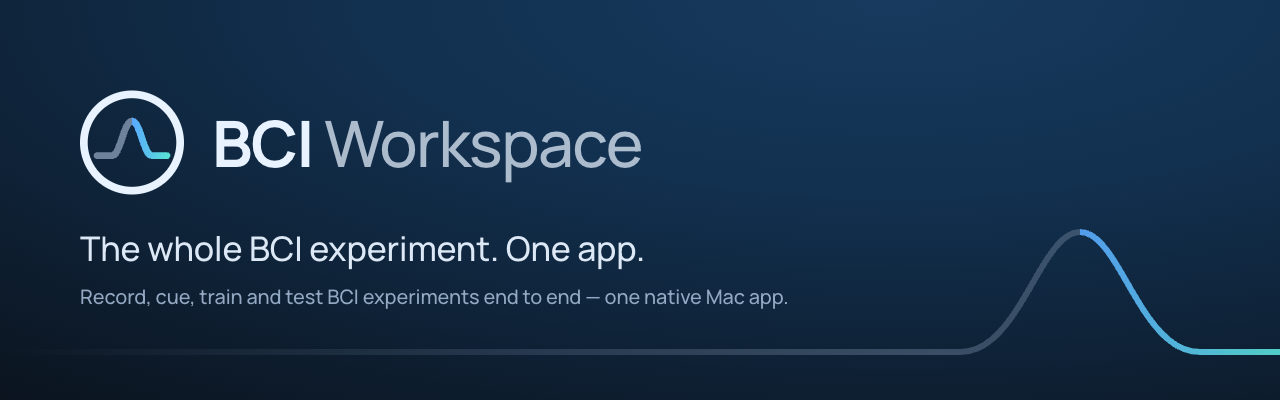 BCI Workspace
The whole BCI experiment. One app.
Record, cue, train and test BCI experiments end to end — one native Mac app.